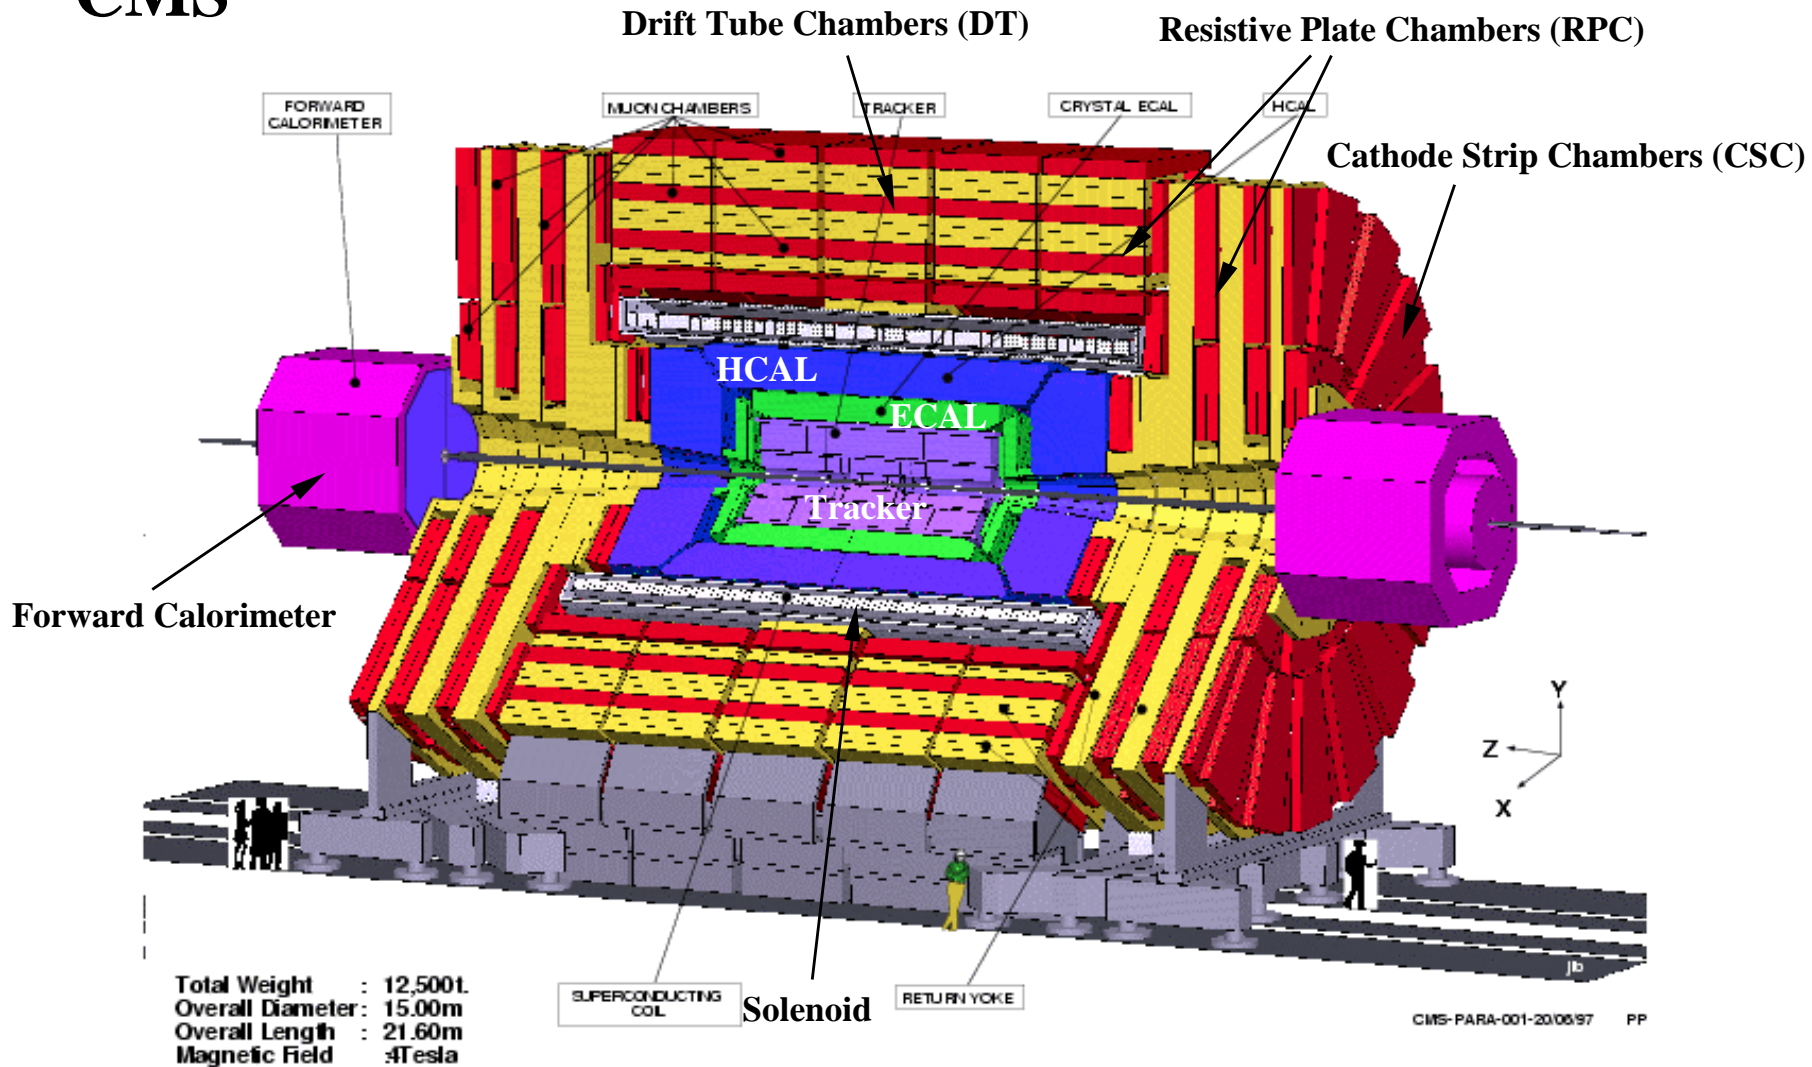 CMS
Drift Tube Chambers (DT)
Resistive Plate Chambers (RPC)
FORWARD
CALORIMETER
MUON CHAMBERS
TRACKER
CRYSTAL ECAL
HCAL
Cathode Strip Chambers (CSC)
HCAL
ECAL
Tracker
Forward Calorimeter
Y
Z
X
jlb
Total Weight : 12,500t.
Overall Diameter : 15.00m
Overall Length : 21.60m
Magnetic Field :4Tesla
SUPERCONDUCTING
COIL
Solenoid
RETURN YOKE
CMS-PARA-001-20/06/97 PP